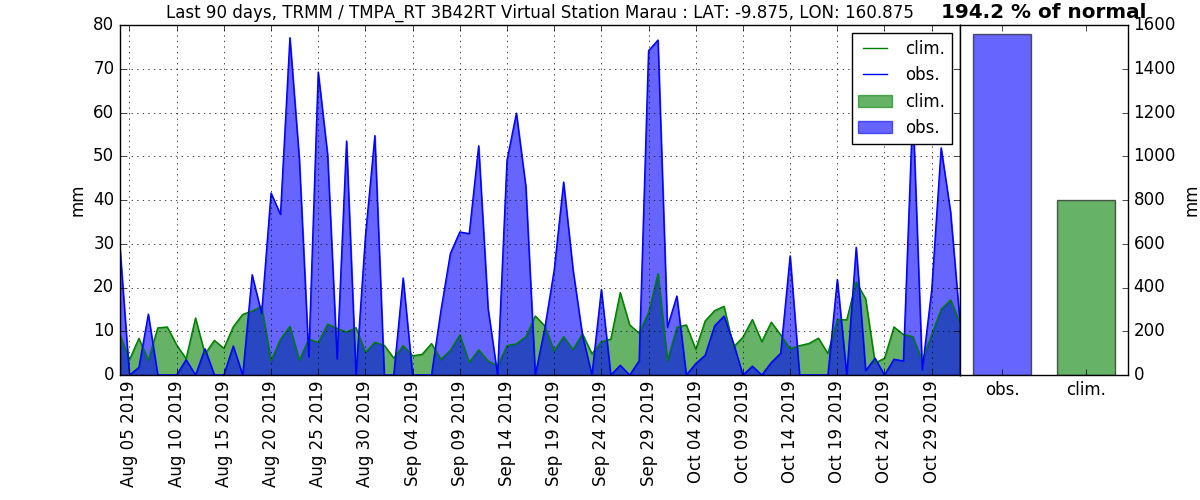 Last 90 days, TRMM / TMPA_RT 3B42RT Virtual Station Marau : LAT: -9.875, LON: 160.875
194.2 % of normal
80
70
60
50
40
30
20
10
0
mm
clim.
obs.
clim.
obs.
1600
1400
1200
1000
800
600
400
200
0
mm
Aug 05 2019
Aug 10 2019
Aug 15 2019
Aug 20 2019
Aug 25 2019
Aug 30 2019
Sep 04 2019
Sep 09 2019
Sep 14 2019
Sep 19 2019
Sep 24 2019
Sep 29 2019
Oct 04 2019
Oct 09 2019
Oct 14 2019
Oct 19 2019
Oct 24 2019
Oct 29 2019
obs.
clim.